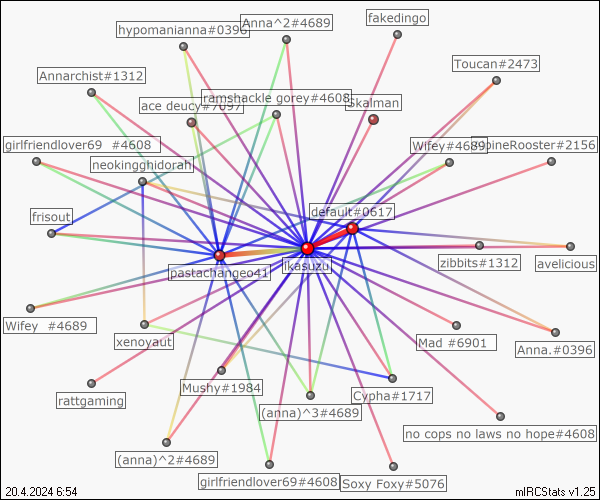 fakedingo
Anna^2#4689
hypomanianna#0396
Toucan#2473
Annarchist#1312
ramshackle gorey#4608
Skalman
ace deucy#7097
girlfriendlover69 #4608
Wifey#4689
pineRooster#2156
neokingghidorah
default#0617
frisout
zibbits#1312
avelicious
ikasuzu
pastachangeo41
Wifey #4689
xenoyaut
Mad #6901
Anna.#0396
Mushy#1984
Cypha#1717
rattgaming
(anna)^3#4689
no cops no laws no hope#4608
(anna)^2#4689
girlfriendlover69#4608
Soxy Foxy#5076
20.4.2024 6:54
mIRCStats v1.25